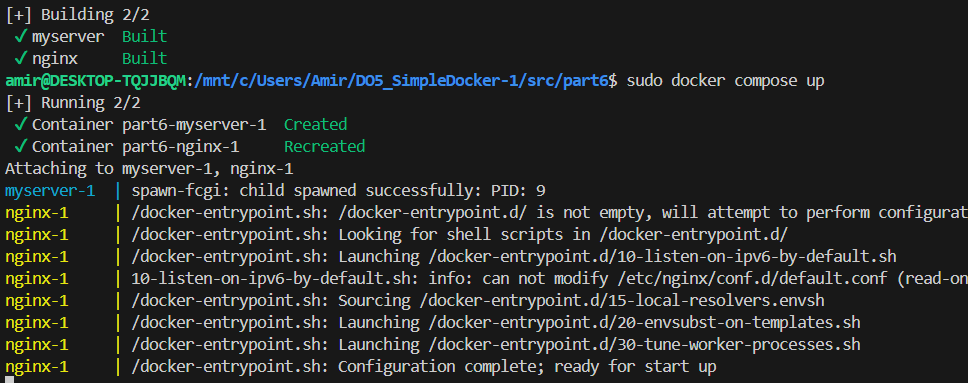 [+] Building 2/2
✓ myserver Built
✓ nginx Built
amir@DESKTOP-TQJJBQM:/mnt/c/Users/Amir/DO5_SimpleDocker-1/src/part6$ sudo docker compose up
[+] Running 2/2
✓ Container part6-myserver-1 Created
✓ Container part6-nginx-1 Recreated
Attaching to myserver-1, nginx-1
myserver-1 | spawn-fcgi: child spawned successfully: PID: 9
nginx-1 | /docker-entrypoint.sh: /docker-entrypoint.d/ is not empty, will attempt to perform configurat
nginx-1 | /docker-entrypoint.sh: Looking for shell scripts in /docker-entrypoint.d/
nginx-1 | /docker-entrypoint.sh: Launching /docker-entrypoint.d/10-listen-on-ipv6-by-default.sh
nginx-1 | 10-listen-on-ipv6-by-default.sh: info: can not modify /etc/nginx/conf.d/default.conf (read-on
nginx-1 | /docker-entrypoint.sh: Sourcing /docker-entrypoint.d/15-local-resolvers.envsh
nginx-1 | /docker-entrypoint.sh: Launching /docker-entrypoint.d/20-envsubst-on-templates.sh
nginx-1 | /docker-entrypoint.sh: Launching /docker-entrypoint.d/30-tune-worker-processes.sh
nginx-1 | /docker-entrypoint.sh: Configuration complete; ready for start up